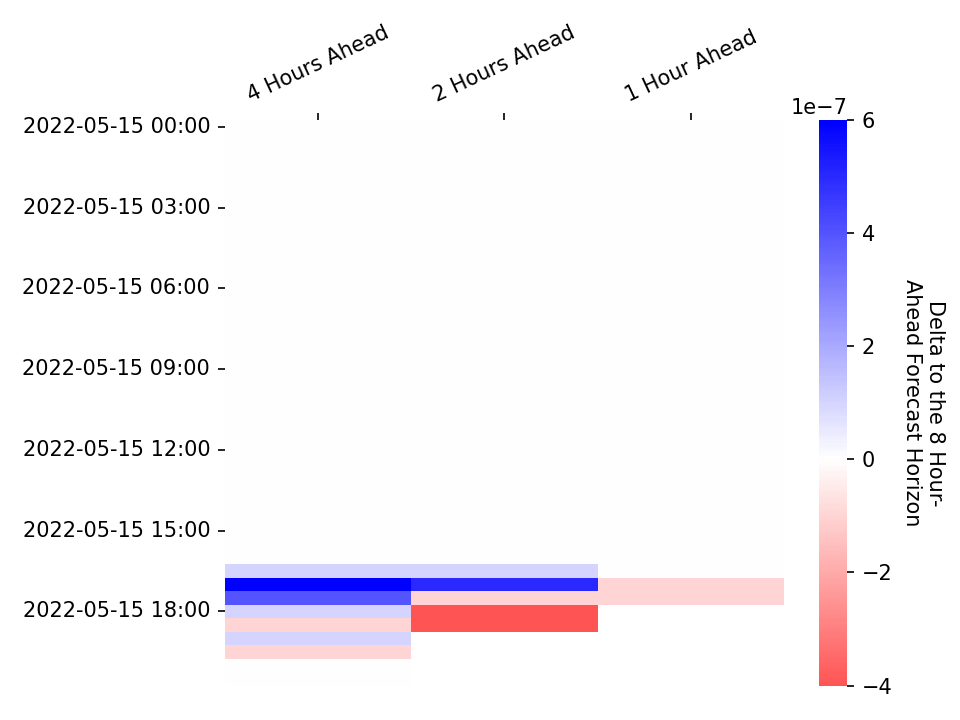 4 Hours Ahead
2 Hours Ahead
1 Hour Ahead
2022-05-15 00:00
2022-05-15 03:00
2022-05-15 06:00
2022-05-15 09:00
2022-05-15 12:00
2022-05-15 15:00
2022-05-15 18:00
1e−7
6
4
2
0
−2
−4
Delta to the 8 Hour-
Ahead Forecast Horizon